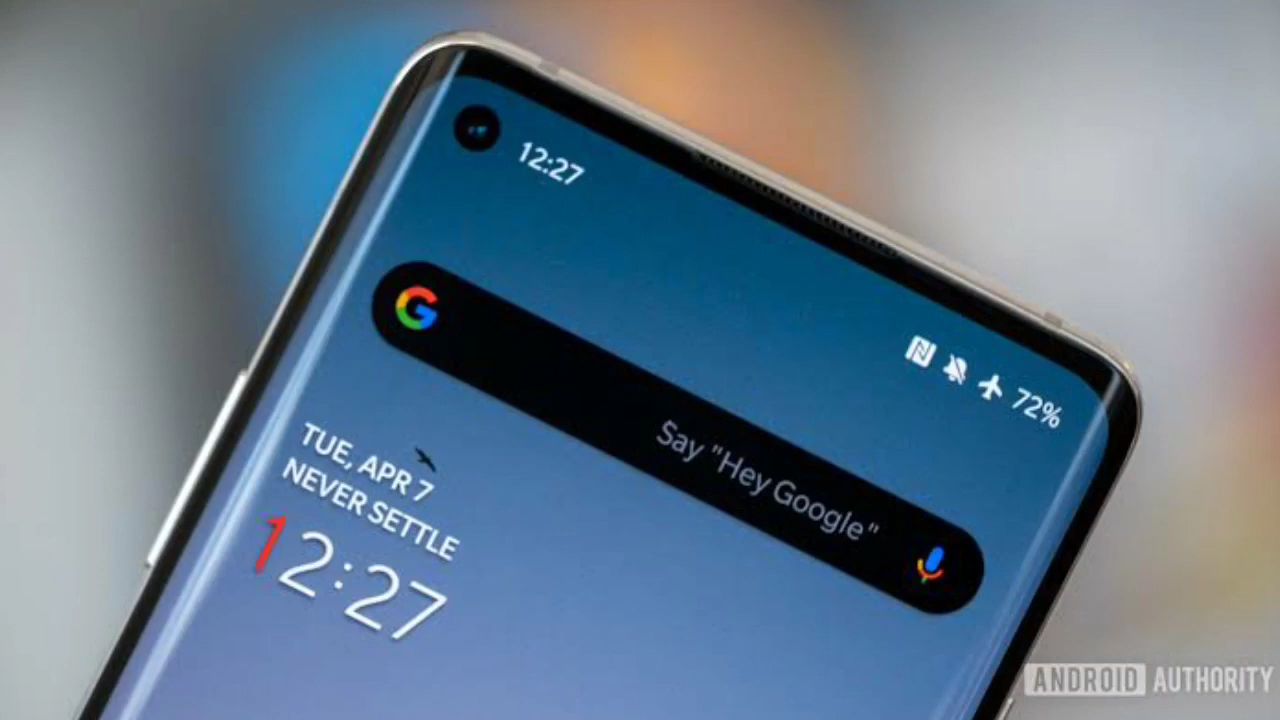 12:27
72%
G
Say "Hey Google"
TUE, APR 7
NEVER SETTLE
12:27
ANDROID AUTHORITY